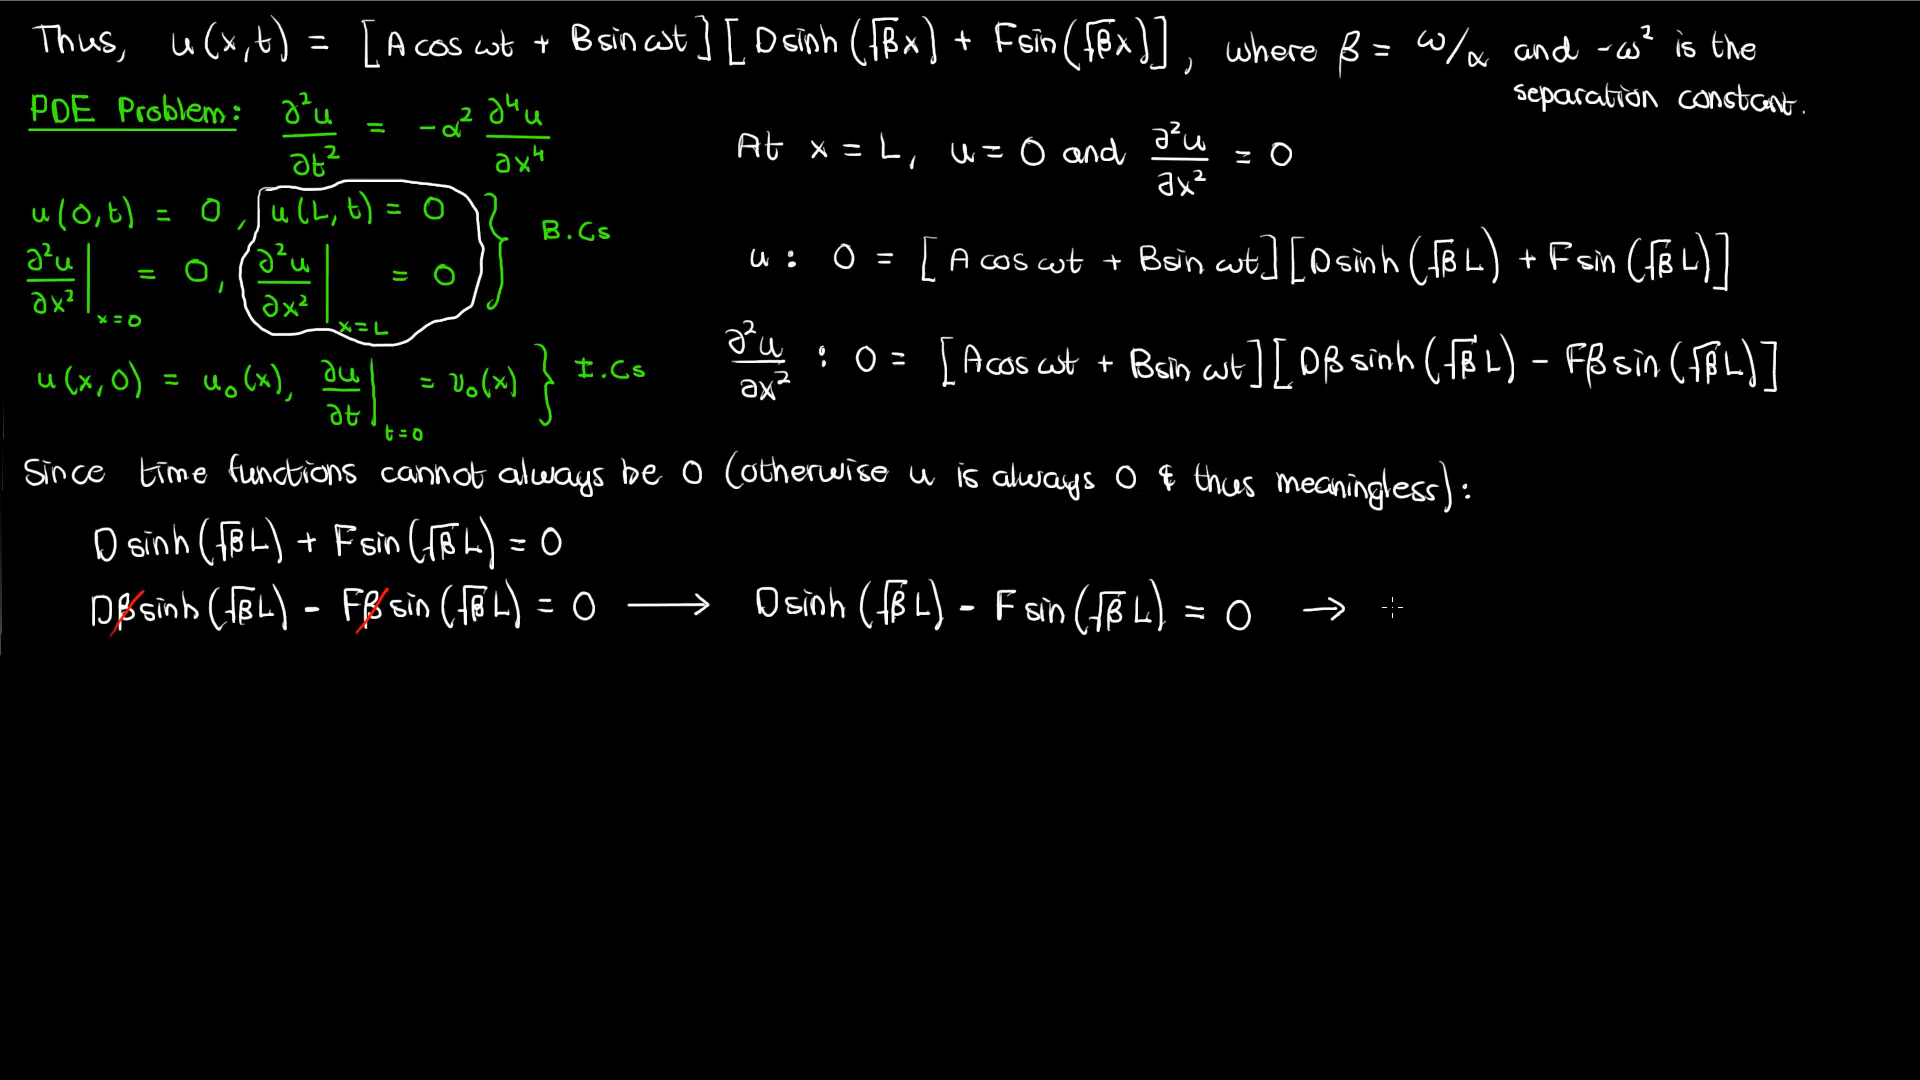 Thus, u(x,t) = [A cos ωt + B sin ωt][D sinh(√β x) + F sin(√β x)], where β = ω/α and -ω² is the separation constant.
PDE Problem: ∂²u/∂t² = -α² ∂⁴u/∂x⁴
u(0,t) = 0, u(L,t) = 0
∂²u/∂x²|x=0 = 0, ∂²u/∂x²|x=L = 0 } B.Cs
u(x,0) = u₀(x), ∂u/∂t|t=0 = v₀(x) } I.Cs
At x = L, u = 0 and ∂²u/∂x² = 0
u : 0 = [A cos ωt + B sin ωt][D sinh(√β L) + F sin(√β L)]
∂²u/∂x² : 0 = [A cos ωt + B sin ωt][Dβ sinh(√β L) - Fβ sin(√β L)]
Since time functions cannot always be 0 (otherwise u is always 0 & thus meaningless):
D sinh(√β L) + F sin(√β L) = 0
Dβ sinh(√β L) - Fβ sin(√β L) = 0 → D sinh(√β L) - F sin(√β L) = 0 →